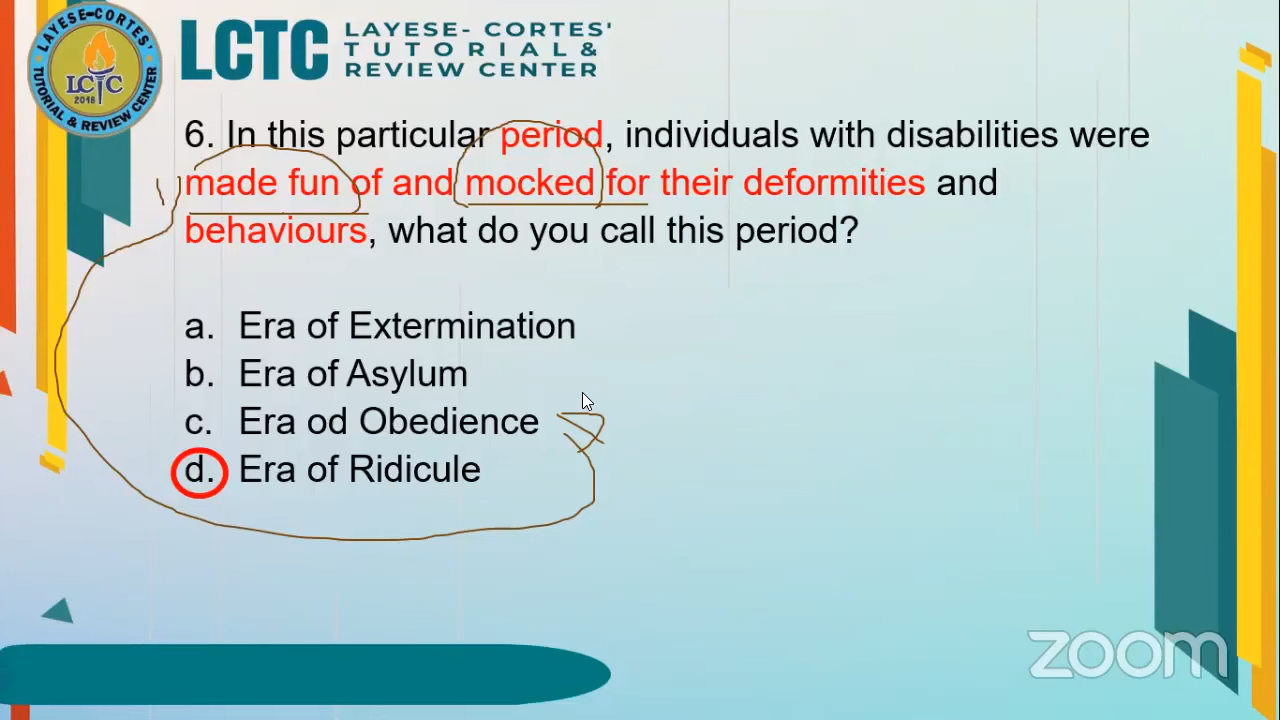 LAYESE-CORTES'
TUTORIAL & REVIEW CENTER
LCTC
2018
LCTC
LAYESE- CORTES'
TUTORIAL &
REVIEW CENTER
6. In this particular period, individuals with disabilities were
made fun of and mocked for their deformities and
behaviours, what do you call this period?
a. Era of Extermination
b. Era of Asylum
c. Era od Obedience
d. Era of Ridicule
zoom